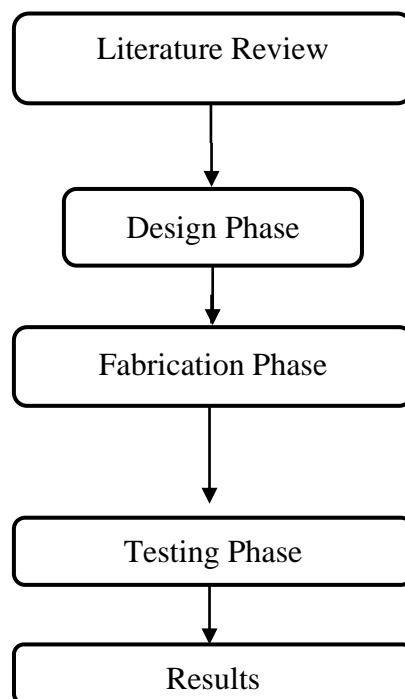 Literature Review
Design Phase
Fabrication Phase
Testing Phase
Results